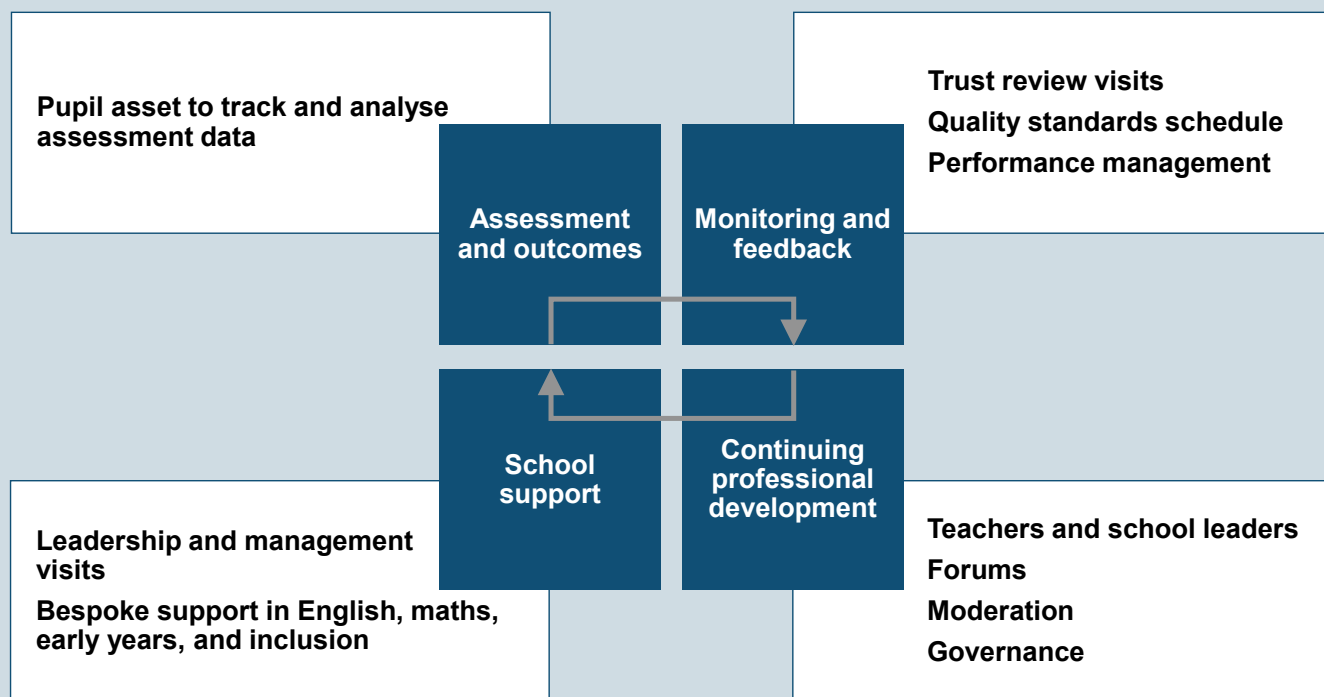 Pupil asset to track and analyse
assessment data
Trust review visits
Quality standards schedule
Performance management
Assessment
and outcomes
Monitoring and
feedback
School
support
Continuing
professional
development
Leadership and management
visits
Bespoke support in English, maths,
early years, and inclusion
Teachers and school leaders
Forums
Moderation
Governance